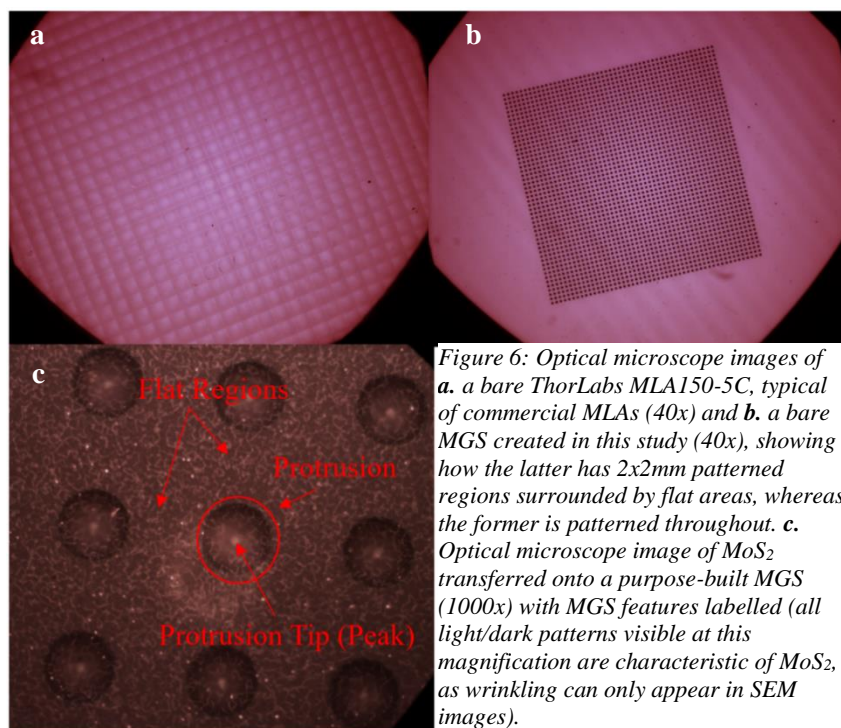 a
b
c
Flat Regions
Protrusion
Protrusion Tip (Peak)
Figure 6: Optical microscope images of
a. a bare ThorLabs MLA150-5C, typical
of commercial MLAs (40x) and b. a bare
MGS created in this study (40x), showing
how the latter has 2x2mm patterned
regions surrounded by flat areas, whereas
the former is patterned throughout. c.
Optical microscope image of MoS₂
transferred onto a purpose-built MGS
(1000x) with MGS features labelled (all
light/dark patterns visible at this
magnification are characteristic of MoS₂,
as wrinkling can only appear in SEM
images).